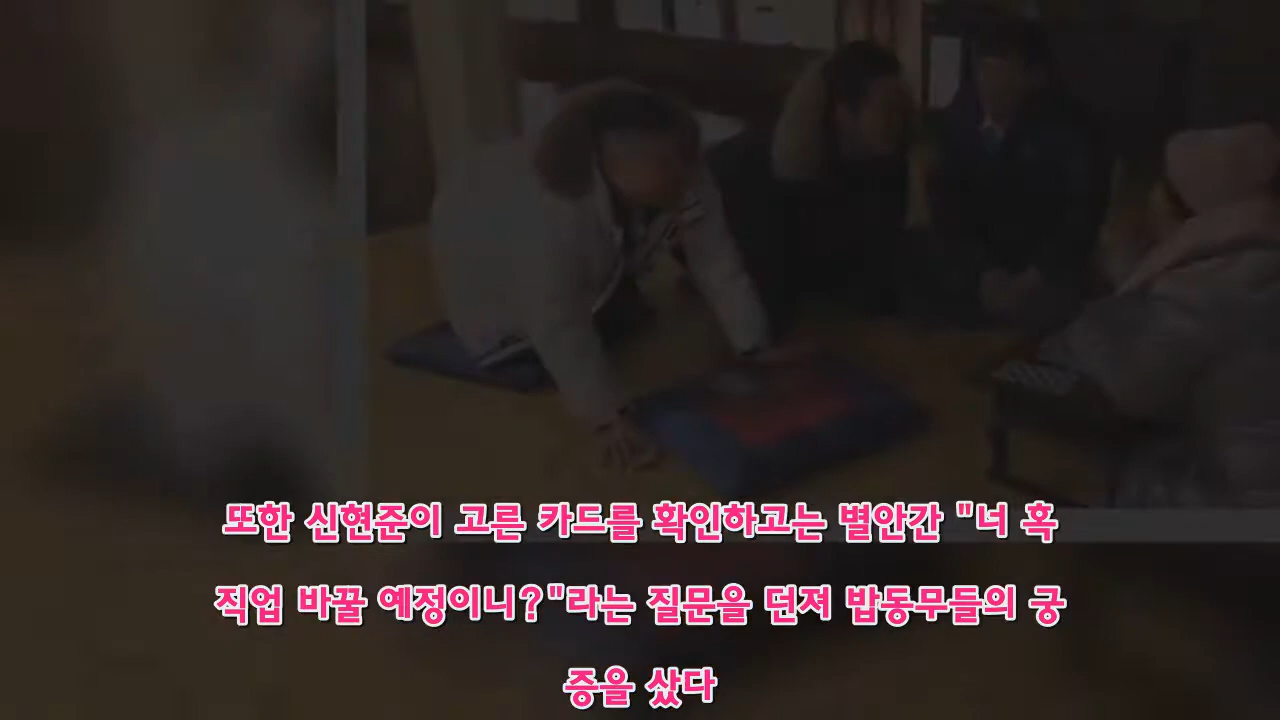 또한 신현준이 고른 카드를 확인하고는 별안간 "너 혹
직업 바꿀 예정이니?"라는 질문을 던져 밥동무들의 궁
증을 샀다